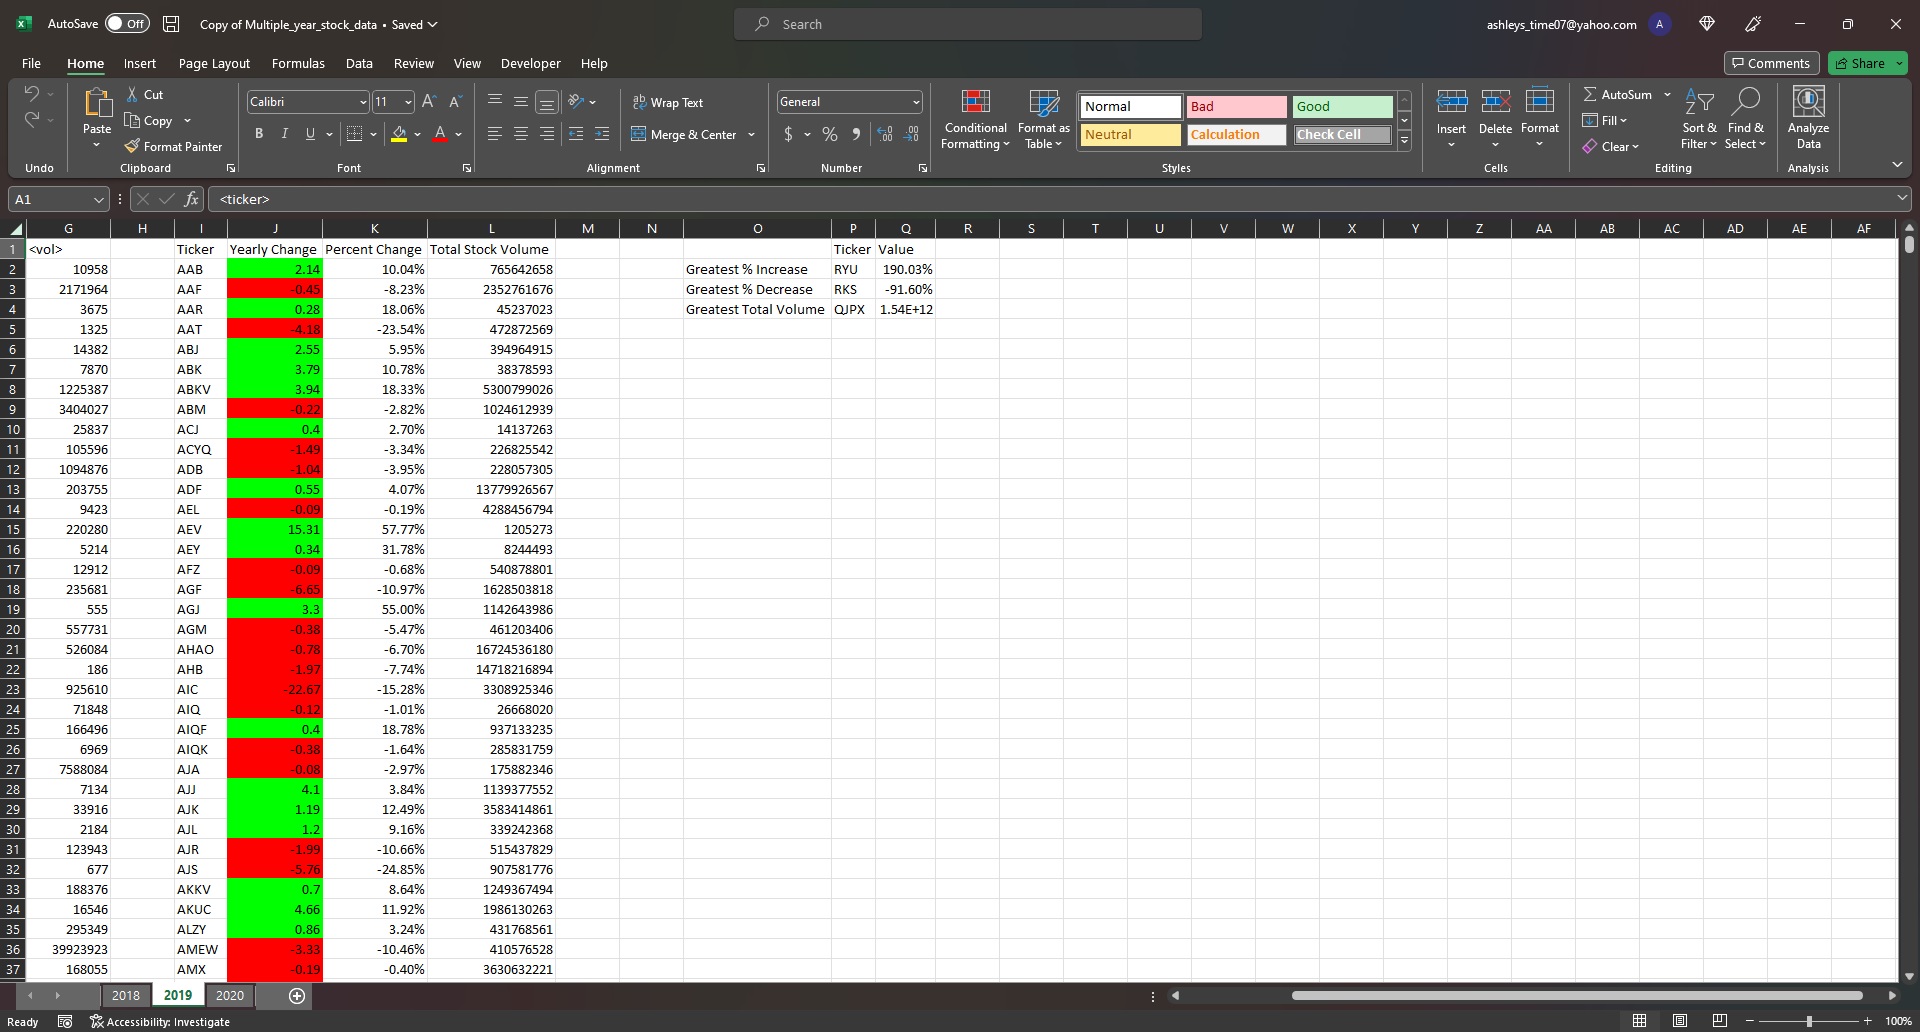 AutoSave Off Copy of Multiple_year_stock_data • Saved Search ashleys_time07@yahoo.com A
File Home Insert Page Layout Formulas Data Review View Developer Help Comments Share
Cut Calibri 11 Wrap Text General Normal Bad Good AutoSum
Copy Paste Conditional Format as Insert Delete Format Fill Sort & Find & Analyze
B I U A Merge & Center $ % Formatting Table Neutral Calculation Check Cell Filter Select Data
Format Painter Clear
Undo Clipboard Font Alignment Number Styles Cells Editing Analysis
A1 fx <ticker>
G H I J K L M N O P Q R S T U V W X Y Z AA AB AC AD AE AF
1 <vol> Ticker Yearly Change Percent Change Total Stock Volume Ticker Value
2 10958 AAB 2.14 10.04% 765642658 Greatest % Increase RYU 190.03%
3 2171964 AAF -0.45 -8.23% 2352761676 Greatest % Decrease RKS -91.60%
4 3675 AAR 0.28 18.06% 45237023 Greatest Total Volume QJPX 1.54E+12
5 1325 AAT -4.18 -23.54% 472872569
6 14382 ABJ 2.55 5.95% 394964915
7 7870 ABK 3.79 10.78% 38378593
8 1225387 ABKV 3.94 18.33% 5300799026
9 3404027 ABM -0.22 -2.82% 1024612939
10 25837 ACJ 0.4 2.70% 14137263
11 105596 ACYQ -1.49 -3.34% 226825542
12 1094876 ADB -1.04 -3.95% 228057305
13 203755 ADF 0.55 4.07% 13779926567
14 9423 AEL -0.09 -0.19% 4288456794
15 220280 AEV 15.31 57.77% 1205273
16 5214 AEY 0.34 31.78% 8244493
17 12912 AFZ -0.09 -0.68% 540878801
18 235681 AGF -6.65 -10.97% 1628503818
19 555 AGJ 3.3 55.00% 1142643986
20 557731 AGM -0.38 -5.47% 461203406
21 526084 AHAO -0.78 -6.70% 16724536180
22 186 AHB -1.97 -7.74% 14718216894
23 925610 AIC -22.67 -15.28% 3308925346
24 71848 AIQ -0.12 -1.01% 26668020
25 166496 AIQF 0.4 18.78% 937133235
26 6969 AIQK -0.38 -1.64% 285831759
27 7588084 AJA -0.08 -2.97% 175882346
28 7134 AJJ 4.1 3.84% 1139377552
29 33916 AJK 1.19 12.49% 3583414861
30 2184 AJL 1.2 9.16% 339242368
31 123943 AJR -1.99 -10.66% 515437829
32 677 AJS -5.76 -24.85% 907581776
33 188376 AKKV 0.7 8.64% 1249367494
34 16546 AKUC 4.66 11.92% 1986130263
35 295349 ALZY 0.86 3.24% 431768561
36 39923923 AMEW -3.33 -10.46% 410576528
37 168055 AMX -0.19 -0.40% 3630632221
2018 2019 2020
Ready Accessibility: Investigate 100%